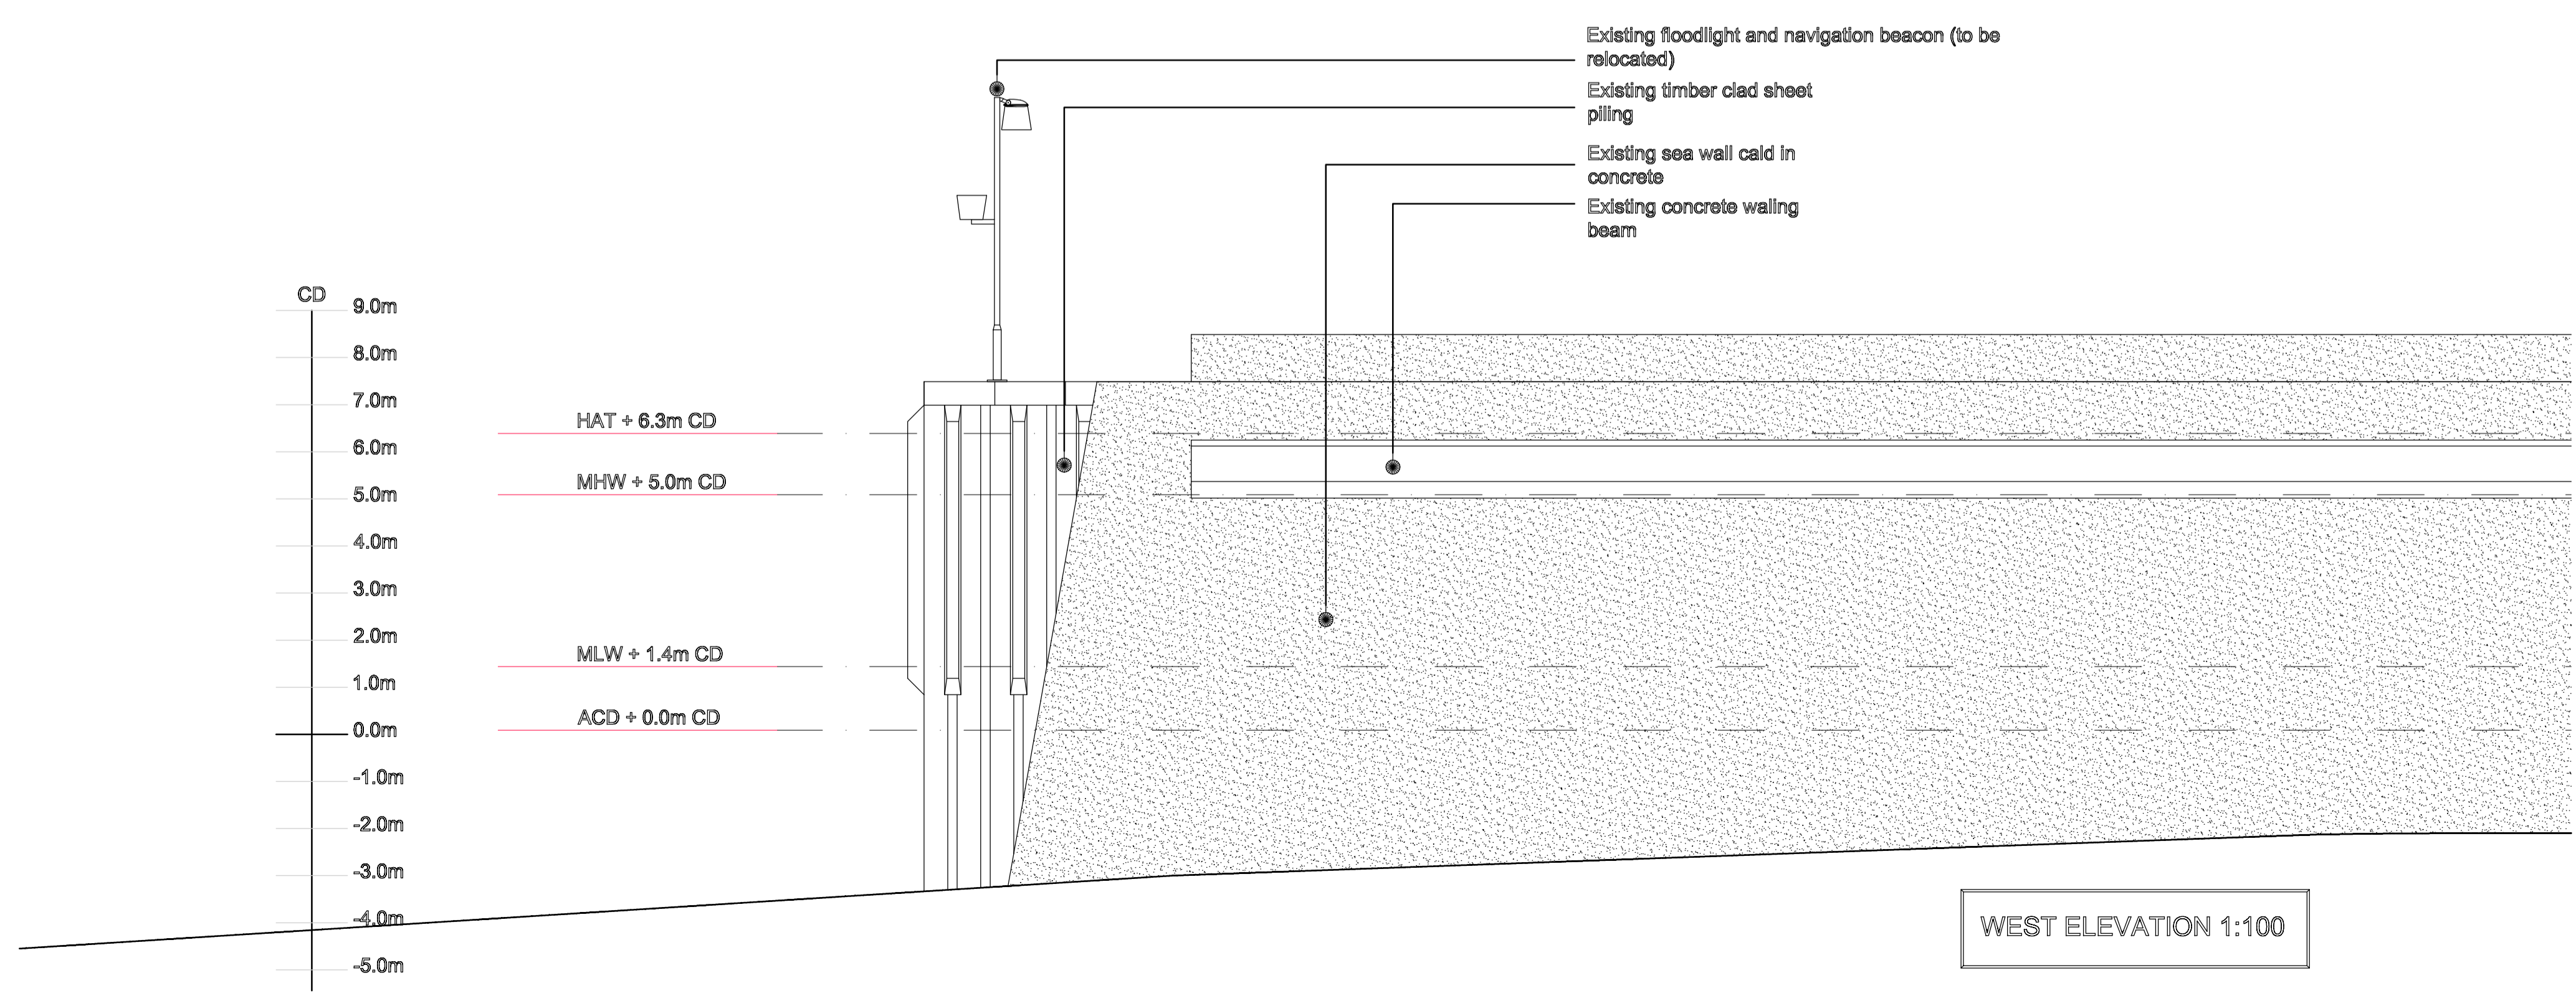 Existing floodlight and navigation beacon (to be
relocated)
Existing timber clad sheet
piling
Existing sea wall cald in
concrete
Existing concrete waling
beam
CD
9.0m
8.0m
7.0m
6.0m
5.0m
4.0m
3.0m
2.0m
1.0m
0.0m
-1.0m
-2.0m
-3.0m
-4.0m
-5.0m
HAT + 6.3m CD
MHW + 5.0m CD
MLW + 1.4m CD
ACD + 0.0m CD
WEST ELEVATION 1:100